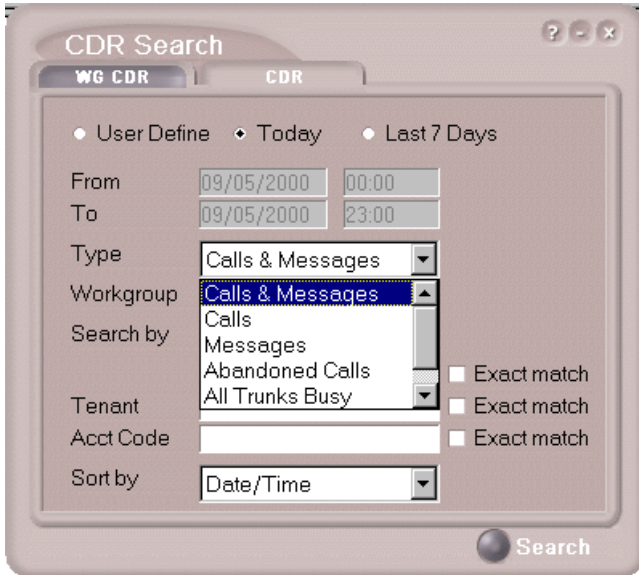 CDR Search
? - x
WG CDR CDR
User Define Today Last 7 Days
From 09/05/2000 00:00
To 09/05/2000 23:00
Type Calls & Messages
Workgroup Calls & Messages
Calls
Search by
Messages
Abandoned Calls Exact match
Tenant All Trunks Busy Exact match
Acct Code Exact match
Sort by Date/Time
Search